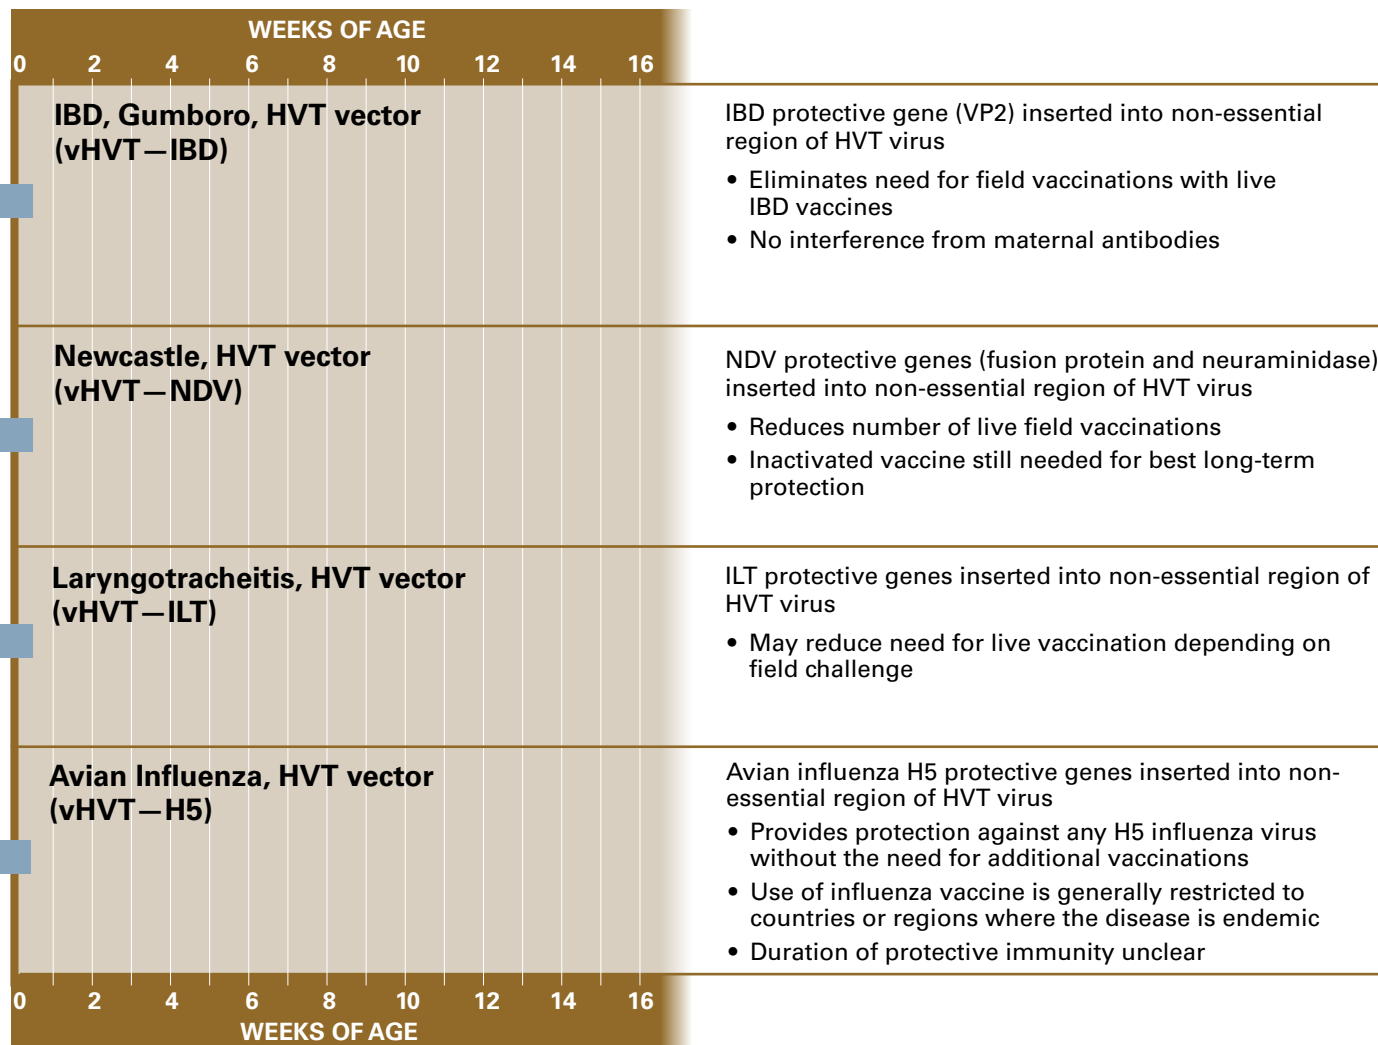 WEEKS OF AGE
0 2 4 6 8 10 12 14 16
IBD, Gumboro, HVT vector
(vHVT—IBD)
IBD protective gene (VP2) inserted into non-essential
region of HVT virus
• Eliminates need for field vaccinations with live
IBD vaccines
• No interference from maternal antibodies
Newcastle, HVT vector
(vHVT—NDV)
NDV protective genes (fusion protein and neuraminidase)
inserted into non-essential region of HVT virus
• Reduces number of live field vaccinations
• Inactivated vaccine still needed for best long-term
protection
Laryngotracheitis, HVT vector
(vHVT—ILT)
ILT protective genes inserted into non-essential region of
HVT virus
• May reduce need for live vaccination depending on
field challenge
Avian Influenza, HVT vector
(vHVT—H5)
Avian influenza H5 protective genes inserted into non-
essential region of HVT virus
• Provides protection against any H5 influenza virus
without the need for additional vaccinations
• Use of influenza vaccine is generally restricted to
countries or regions where the disease is endemic
• Duration of protective immunity unclear
0 2 4 6 8 10 12 14 16
WEEKS OF AGE